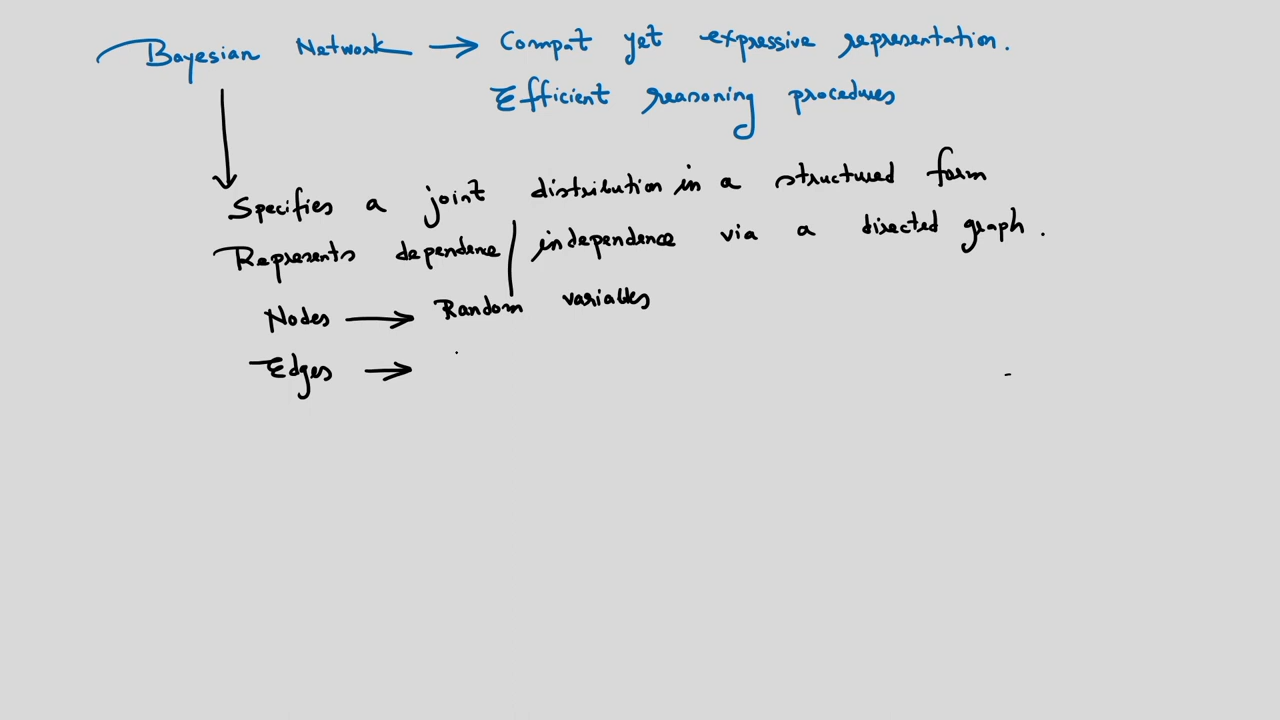 Bayesian Network → Compat yet expressive representation.
Efficient reasoning procedures
Specifies a joint distribution in a structured form
Represents dependence | independence via a directed graph.
Nodes → Random variables
Edges →